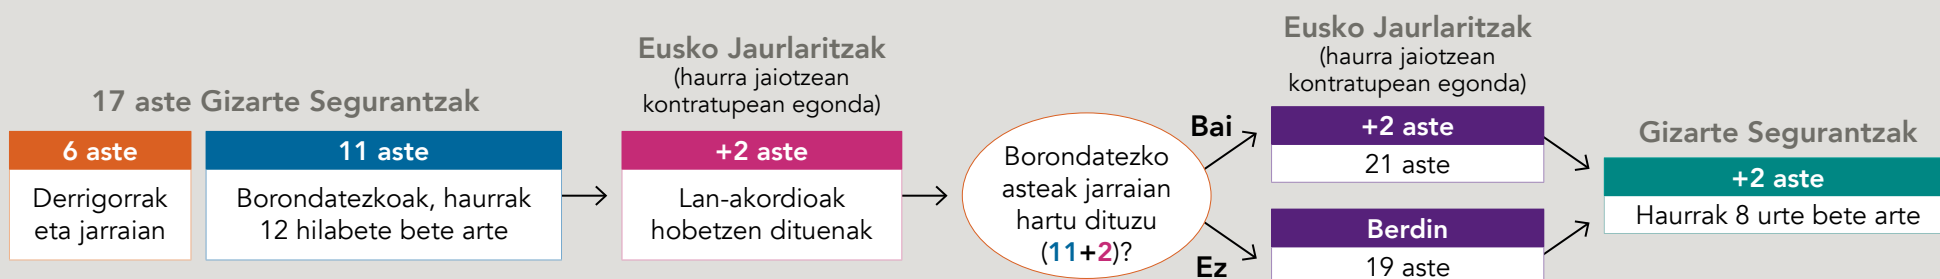 17 aste Gizarte Segurantzak
6 aste
Derrigorrak
eta jarraian
11 aste
Borondatezkoak, haurrak
12 hilabete bete arte
Eusko Jaurlaritzak
(haurra jaiotzean
kontratupean egonda)
+2 aste
Lan-akordioak
hobetzen dituenak
Borondatezko
asteak jarraian
hartu dituzu
(11+2)?
Bai
Eusko Jaurlaritzak
(haurra jaiotzean
kontratupean egonda)
+2 aste
21 aste
Ez
Berdin
19 aste
Gizarte Segurantzak
+2 aste
Haurrak 8 urte bete arte